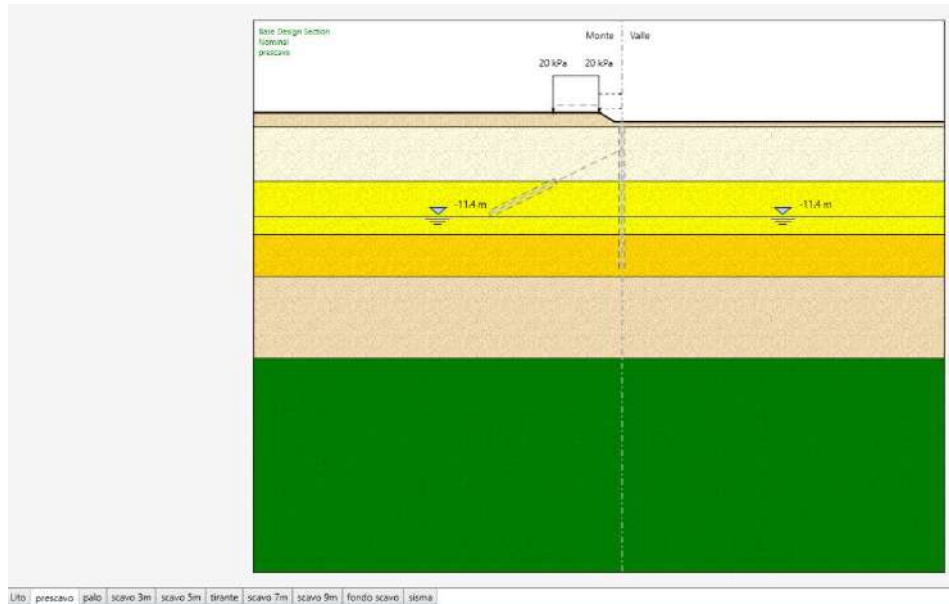 Base Design Section
Nominal
prescavo
Monte Valle
20 kPa 20 kPa
-11.4 m -11.4 m
Lito prescavo palo scavo 3m scavo 5m tirante scavo 7m scavo 9m fondo scavo sisma